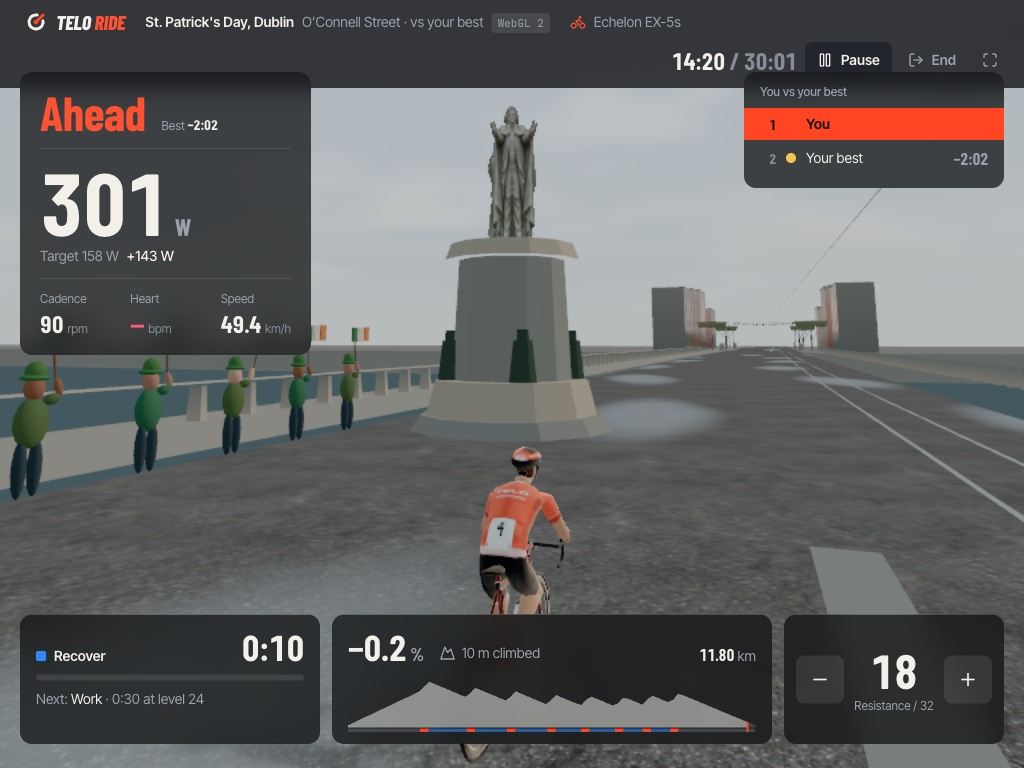 TELO RIDE St. Patrick's Day, Dublin O'Connell Street · vs your best WebGL 2 Echelon EX-5s
14:20 / 30:01 Pause End
Ahead Best −2:02
301 W
Target 158 W +143 W
Cadence Heart Speed
90 rpm – bpm 49.4 km/h
You vs your best
1 You
2 Your best −2:02
TELO
4
Recover 0:10
Next: Work · 0:30 at level 24
−0.2 % 10 m climbed 11.80 km
− 18 +
Resistance / 32